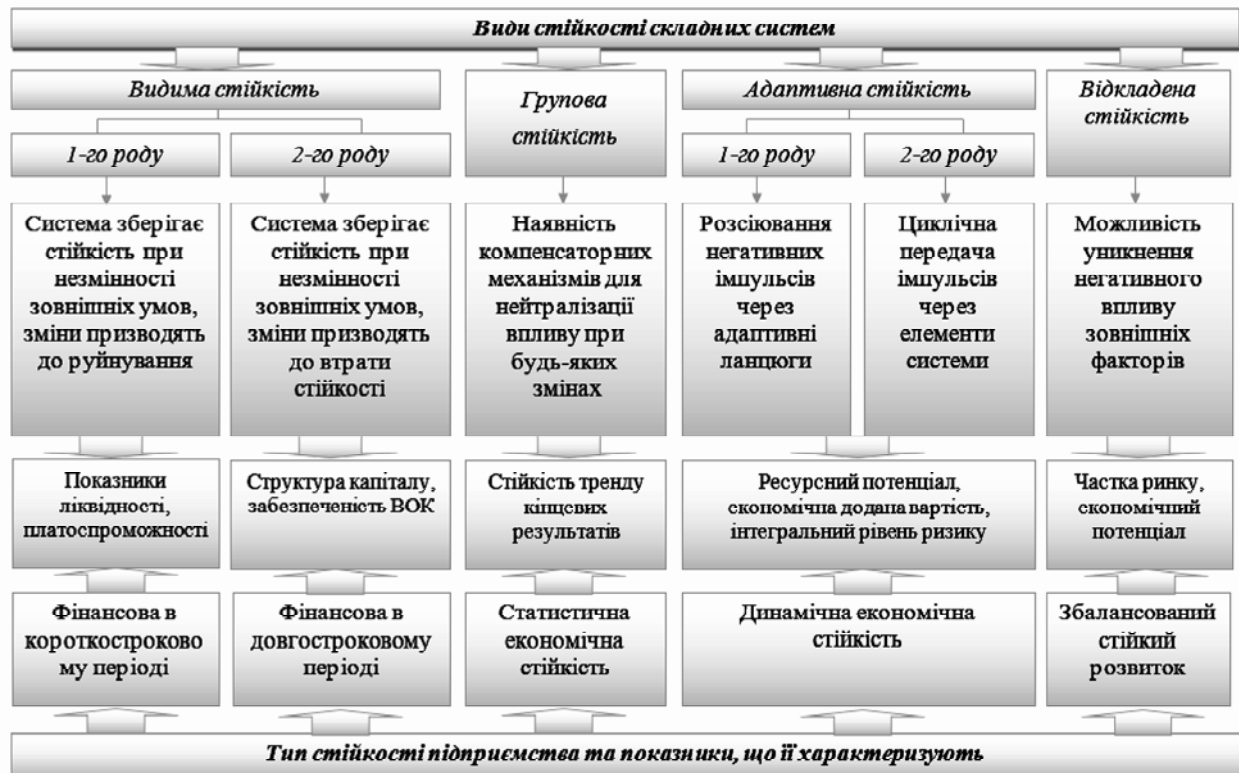 Види стійкості складних систем
Видима стійкість
Групова
стійкість
Адаптивна стійкість
Відкладена
стійкість
1-го роду
2-го роду
1-го роду
2-го роду
Система зберігає
стійкість при
незмінності
зовнішніх умов,
зміни призводять
до руйнування
Система зберігає
стійкість при
незмінності
зовнішніх умов,
зміни призводять
до втрати
стійкості
Наявність
компенсаторних
механізмів для
нейтралізації
впливу при
будь-яких
змінах
Розсіювання
негативних
імпульсів
через
адаптивні
ланцюги
Циклічна
передача
імпульсів
через
елементи
системи
Можливість
уникнення
негативного
впливу
зовнішніх
факторів
Показники
ліквідності,
платоспроможності
Структура капіталу,
забезпеченість ВОК
Стійкість тренду
кінцевих
результатів
Ресурсний потенціал,
економічна додана вартість,
інтегральний рівень ризику
Частка ринку,
економічний
потенціал
Фінансова в
короткостроково
му періоді
Фінансова в
довгостроковому
періоді
Статистична
економічна
стійкість
Динамічна економічна
стійкість
Збалансований
стійкий
розвиток
Тип стійкості підприємства та показники, що її характеризують